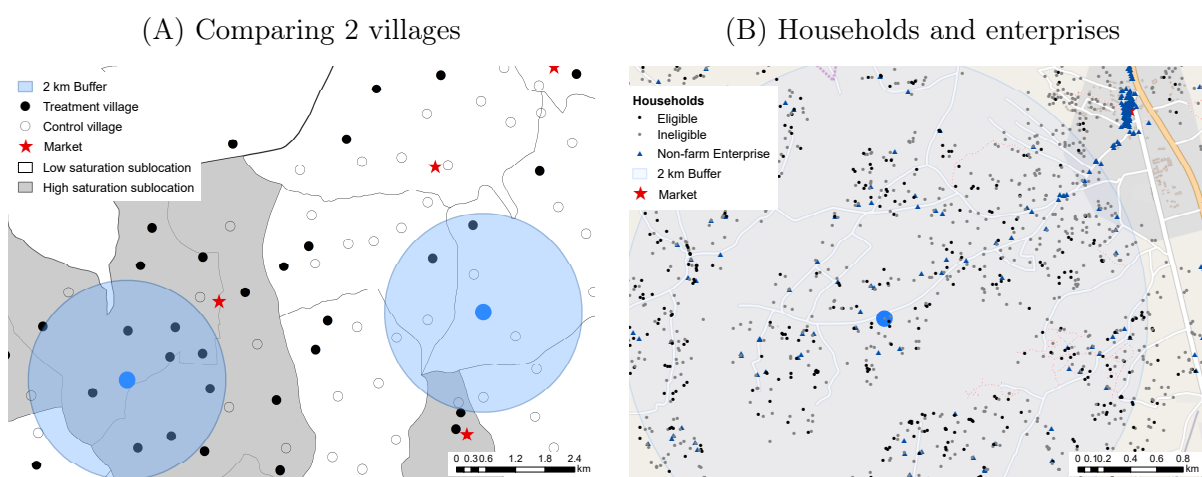 (A) Comparing 2 villages
2 km Buffer
Treatment village
Control village
Market
Low saturation sublocation
High saturation sublocation
0 0.30.6 1.2 1.8 2.4
km
(B) Households and enterprises
Households
Eligible
Ineligible
Non-farm Enterprise
2 km Buffer
Market
0 0.10.2 0.4 0.6 0.8
km